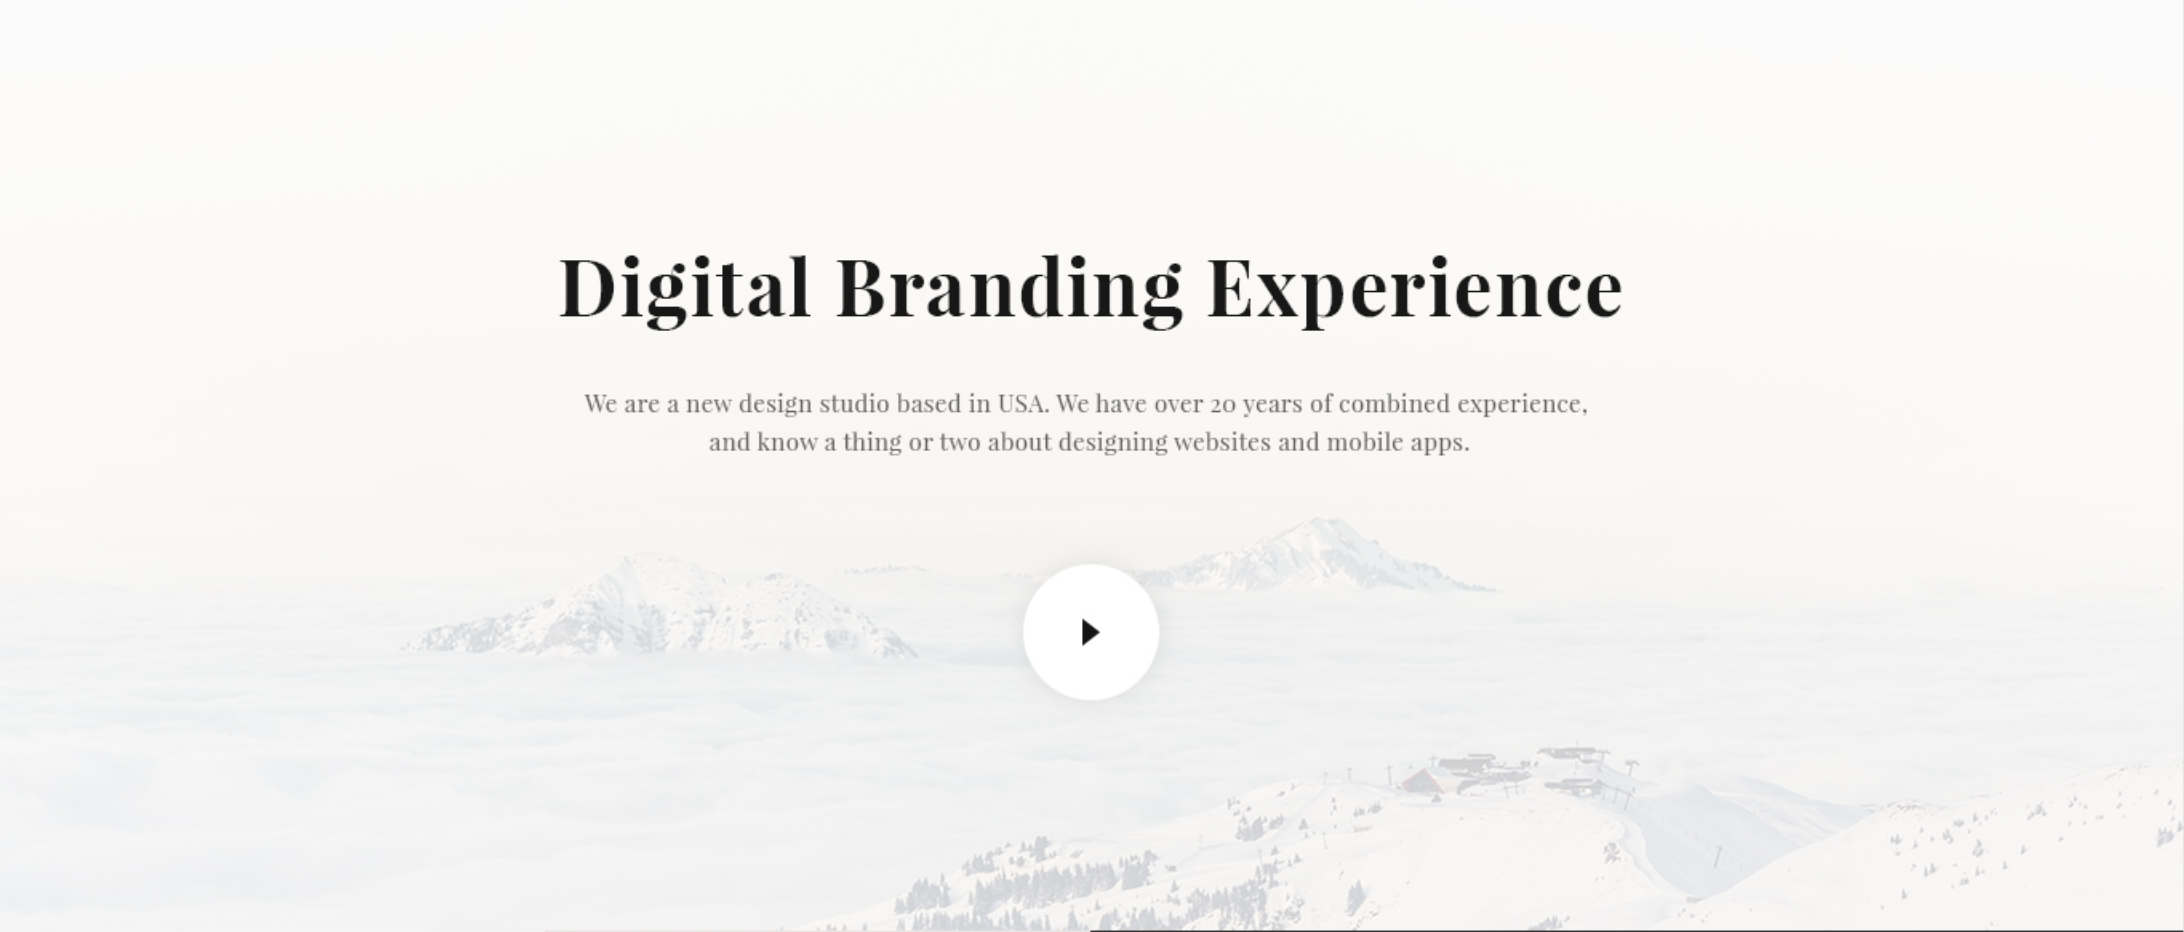 Digital Branding Experience
We are a new design studio based in USA. We have over 20 years of combined experience,
and know a thing or two about designing websites and mobile apps.